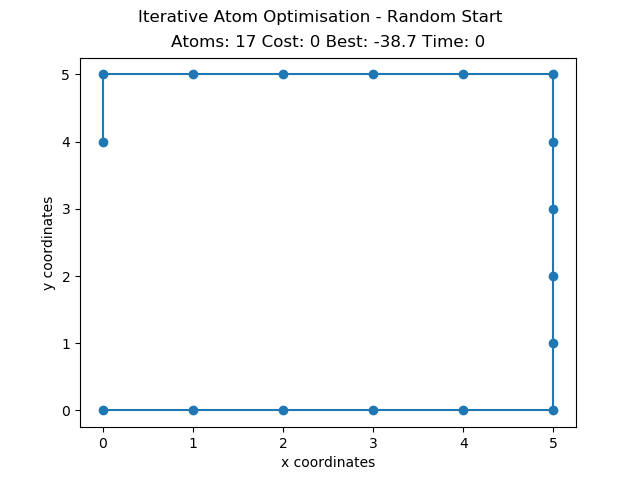 Iterative Atom Optimisation - Random Start
Atoms: 17 Cost: 0 Best: -38.7 Time: 0
5
4
3
2
1
0
y coordinates
0 1 2 3 4 5
x coordinates